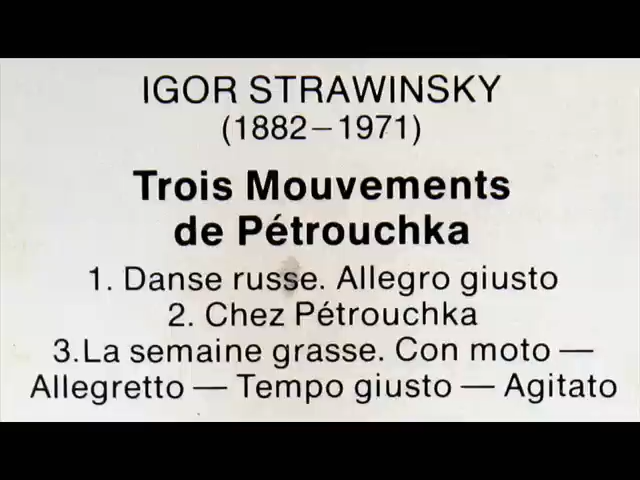 IGOR STRAWINSKY
(1882–1971)
Trois Mouvements
de Pétrouchka
1. Danse russe. Allegro giusto
2. Chez Pétrouchka
3.La semaine grasse. Con moto —
Allegretto — Tempo giusto — Agitato